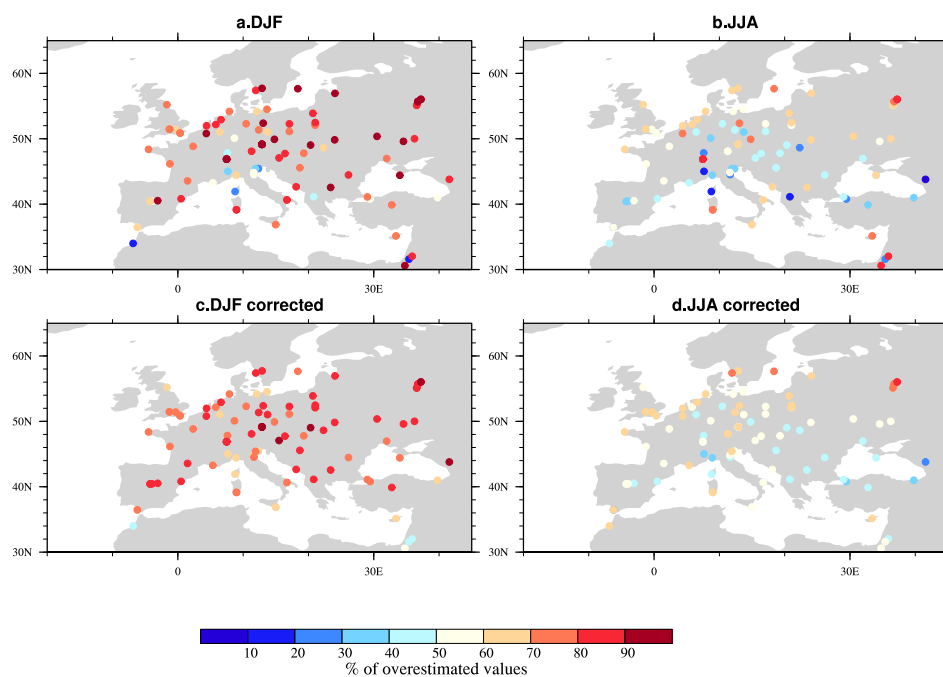 a.DJF
b.JJA
60N
50N
40N
30N
0
30E
60N
50N
40N
30N
0
30E
c.DJF corrected
d.JJA corrected
60N
50N
40N
30N
0
30E
60N
50N
40N
30N
0
30E
10 20 30 40 50 60 70 80 90
% of overestimated values